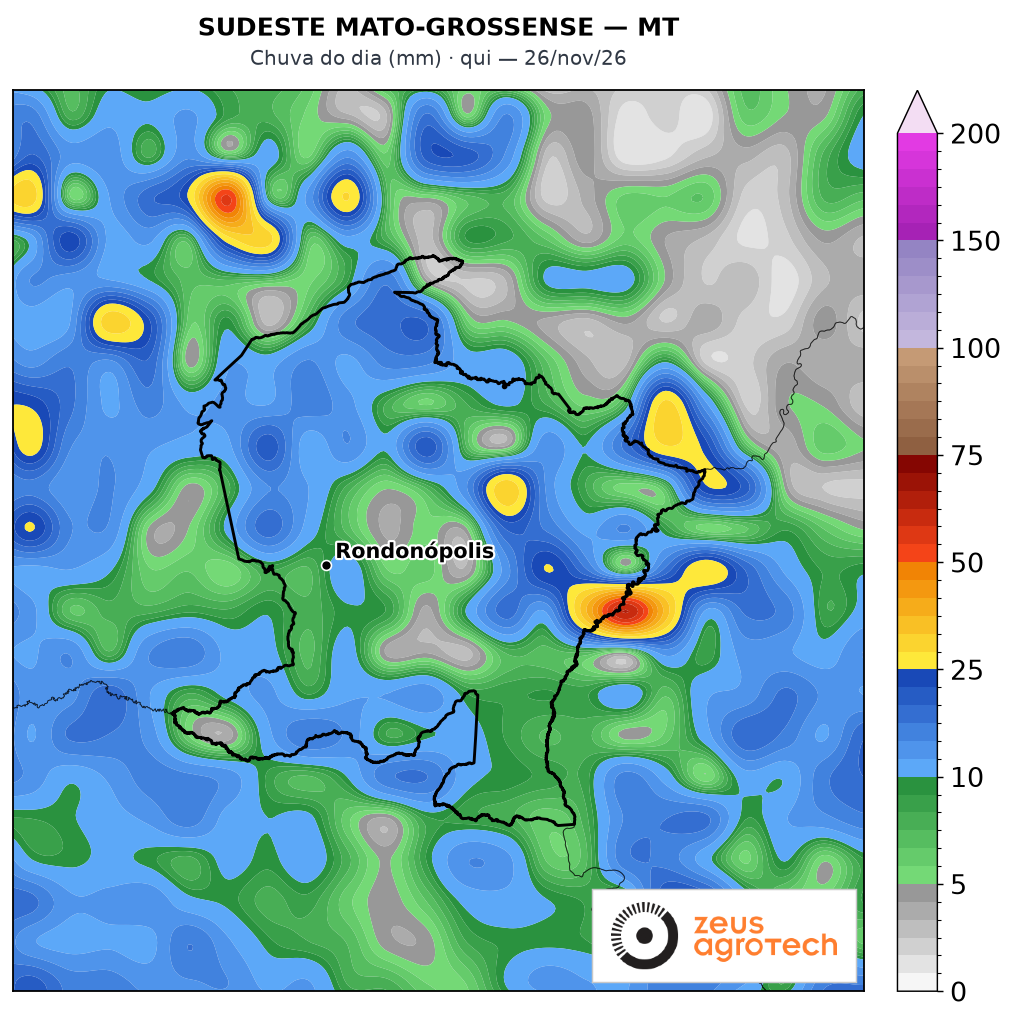 SUDESTE MATO-GROSSENSE — MT
Chuva do dia (mm) · qui — 26/nov/26
200
150
100
75
50
25
10
5
0
Rondonópolis
zeus
agrotech